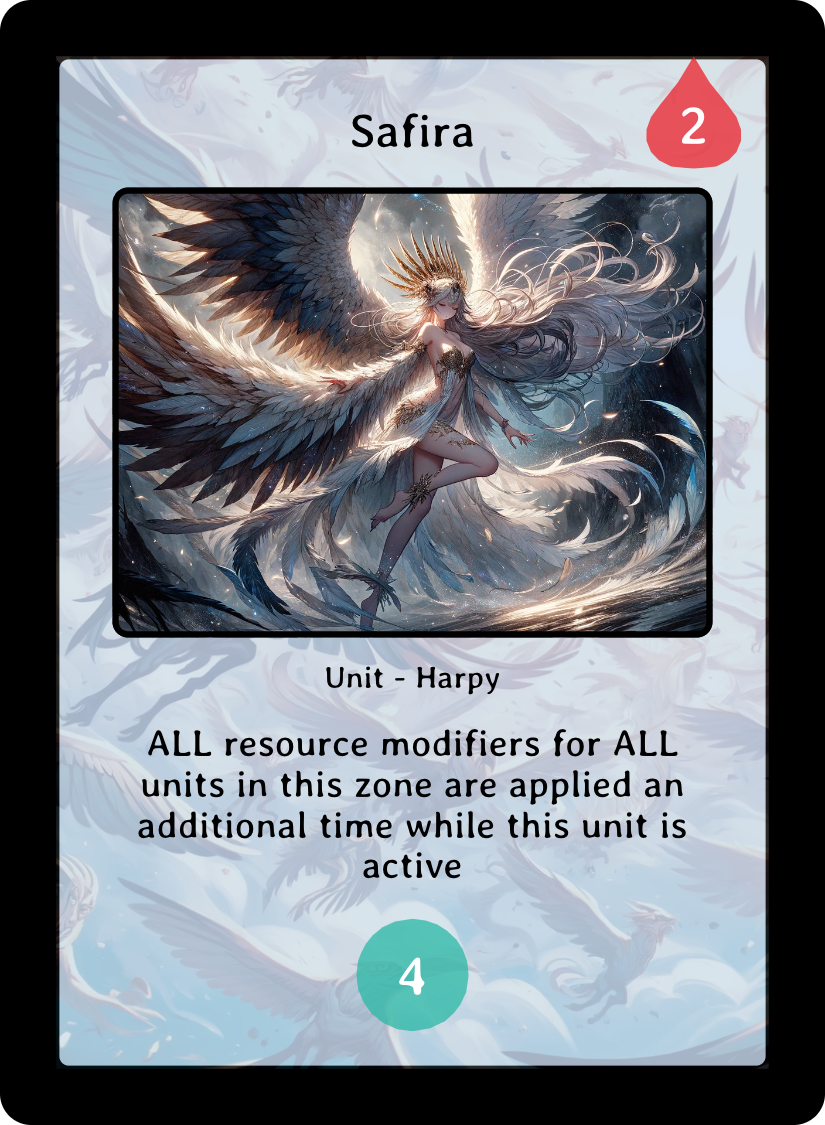 Safira
2
Unit - Harpy
ALL resource modifiers for ALL
units in this zone are applied an
additional time while this unit is
active
4